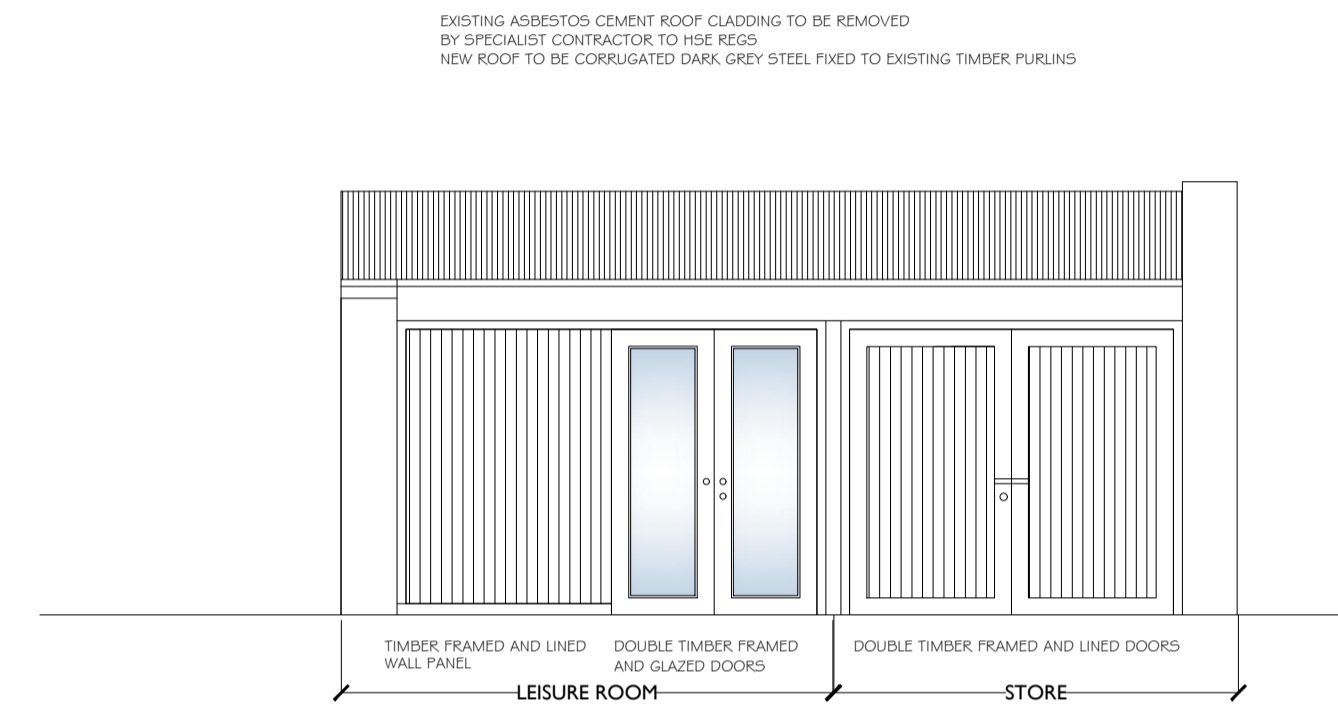 EXISTING ASBESTOS CEMENT ROOF CLADDING TO BE REMOVED
BY SPECIALIST CONTRACTOR TO HSE REGS
NEW ROOF TO BE CORRUGATED DARK GREY STEEL FIXED TO EXISTING TIMBER PURLINS
TIMBER FRAMED AND LINED
WALL PANEL
DOUBLE TIMBER FRAMED
AND GLAZED DOORS
DOUBLE TIMBER FRAMED AND LINED DOORS
LEISURE ROOM
STORE